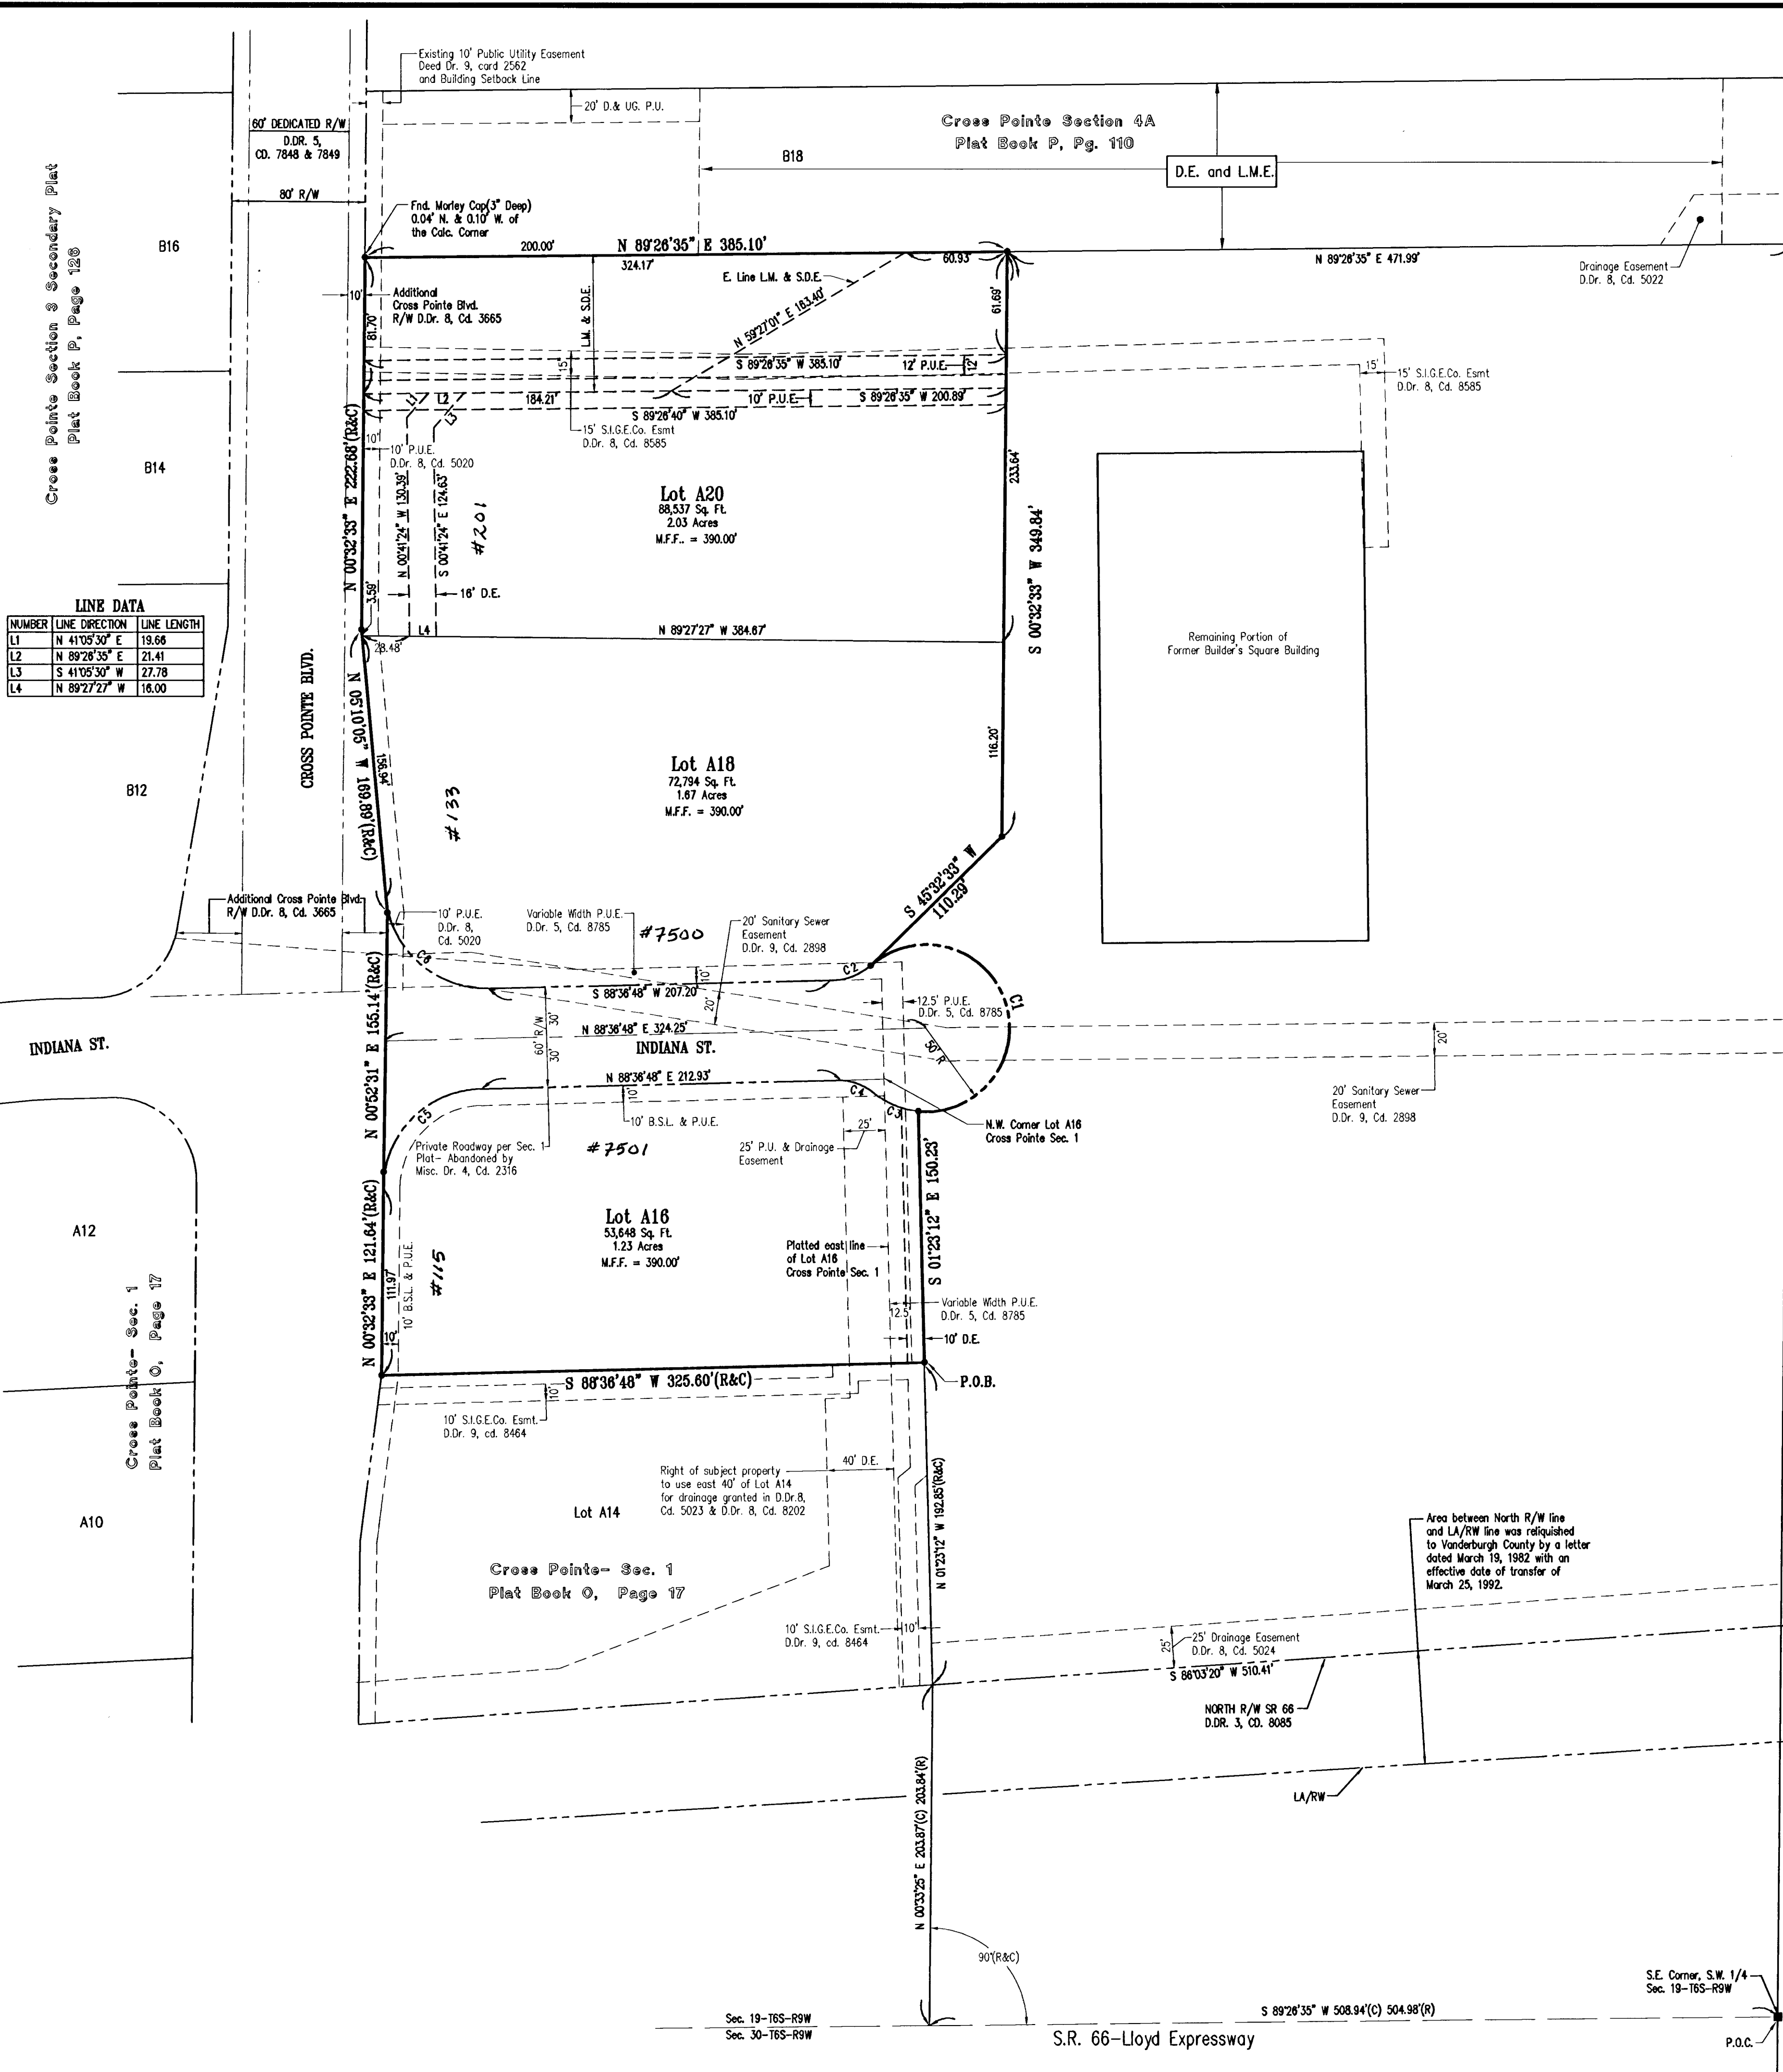 Existing 10' Public Utility Easement
Deed Dr. 9, card 2562
and Building Setback Line
20' D.& UG. P.U.
60' DEDICATED R/W
D.DR. 5,
CD. 7848 & 7849
80' R/W
Cross Pointe Section 4A
Plat Book P, Pg. 110
B18
D.E. and L.M.E.
Cross Pointe Section 3 Secondary Plat
Plat Book P, Page 128
B16
Fnd. Morley Cap(3" Deep)
0.04' N. & 0.10' W. of
the Calc. Corner
200.00'
N 89°26'35" E 385.10'
324.17'
60.93'
N 89°26'35" E 471.99'
Drainage Easement
D.Dr. 8, Cd. 5022
E. Line L.M. & S.D.E.
N 59°27'01" E 163.40'
L.M. & S.D.E.
61.69'
10'
Additional
Cross Pointe Blvd.
R/W D.Dr. 8, Cd. 3665
81.70'
15'
S 89°26'35" W 385.10'
12' P.U.E.
12'
15'
15' S.I.G.E.Co. Esmt
D.Dr. 8, Cd. 8585
L1
L2
L3
184.21'
10' P.U.E.
S 89°26'35" W 200.89'
S 89°26'40" W 385.10'
15' S.I.G.E.Co. Esmt
D.Dr. 8, Cd. 8585
10'
10' P.U.E.
D.Dr. 8, Cd. 5020
B14
N 00°32'33" E 222.68'(R&C)
N 00°41'24" W 130.39'
S 00°41'24" E 124.63'
#201
Lot A20
88,537 Sq. Ft.
2.03 Acres
M.F.F.. = 390.00'
233.64'
S 00°32'33" W 349.84'
3.59'
16' D.E.
LINE DATA
NUMBER LINE DIRECTION LINE LENGTH
L1 N 41°05'30" E 19.66
L2 N 89°26'35" E 21.41
L3 S 41°05'30" W 27.78
L4 N 89°27'27" W 16.00
L4
28.48'
N 89°27'27" W 384.67'
Remaining Portion of
Former Builder's Square Building
CROSS POINTE BLVD.
N 05°10'05" W 169.89'(R&C)
156.94'
B12
#133
Lot A18
72,794 Sq. Ft.
1.67 Acres
M.F.F. = 390.00'
116.20'
S 45°32'33" W
110.29'
Additional Cross Pointe Blvd.
R/W D.Dr. 8, Cd. 3665
10' P.U.E.
D.Dr. 8,
Cd. 5020
Variable Width P.U.E.
D.Dr. 5, Cd. 8785
#7500
20' Sanitary Sewer
Easement
D.Dr. 9, Cd. 2898
C6
C2
10'
S 88°36'48" W 207.20'
20'
12.5' P.U.E.
D.Dr. 5, Cd. 8785
C1
N 00°52'31" E 155.14'(R&C)
60' R/W
30'
30'
N 88°36'48" E 324.25'
INDIANA ST.
INDIANA ST.
50' R
20'
N 88°36'48" E 212.93'
C5
C4
C3
10'
10' B.S.L. & P.U.E.
20' Sanitary Sewer
Easement
D.Dr. 9, Cd. 2898
N.W. Corner Lot A16
Cross Pointe Sec. 1
25'
Private Roadway per Sec. 1
Plat- Abandoned by
Misc. Dr. 4, Cd. 2316
#7501
25' P.U. & Drainage
Easement
A12
N 00°32'33" E 121.64'(R&C)
111.97'
10' B.S.L. & P.U.E.
#115
Lot A16
53,648 Sq. Ft.
1.23 Acres
M.F.F. = 390.00'
Platted east line
of Lot A16
Cross Pointe Sec. 1
S 01°23'12" E 150.23'
Variable Width P.U.E.
D.Dr. 5, Cd. 8785
12.5'
10' D.E.
10'
S 88°36'48" W 325.60'(R&C)
P.O.B.
Cross Pointe- Sec. 1
Plat Book O, Page 17
10'
10' S.I.G.E.Co. Esmt.
D.Dr. 9, cd. 8464
Right of subject property
to use east 40' of Lot A14
for drainage granted in D.Dr.8,
Cd. 5023 & D.Dr. 8, Cd. 8202
40' D.E.
A10
Lot A14
Cross Pointe- Sec. 1
Plat Book O, Page 17
N 01°23'12" W 192.85'(R&C)
Area between North R/W line
and LA/RW line was reliquished
to Vanderburgh County by a letter
dated March 19, 1982 with an
effective date of transfer of
March 25, 1992.
10' S.I.G.E.Co. Esmt.
D.Dr. 9, cd. 8464
10'
25'
25' Drainage Easement
D.Dr. 8, Cd. 5024
S 86°03'20" W 510.41'
NORTH R/W SR 66
D.DR. 3, CD. 8085
LA/RW
N 00°33'25" E 203.87'(C) 203.84'(R)
90°(R&C)
S.E. Corner, S.W. 1/4
Sec. 19-T6S-R9W
S 89°26'35" W 508.94'(C) 504.98'(R)
Sec. 19-T6S-R9W
Sec. 30-T6S-R9W
S.R. 66-Lloyd Expressway
P.O.C.